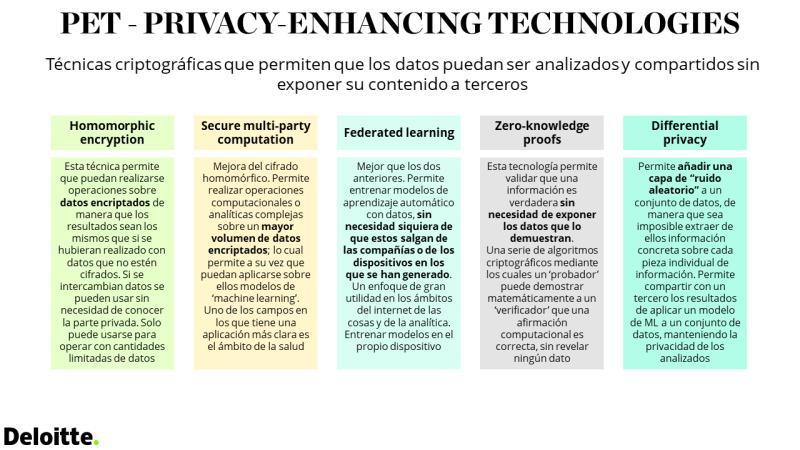 PET - PRIVACY-ENHANCING TECHNOLOGIES
Técnicas criptográficas que permiten que los datos puedan ser analizados y compartidos sin
exponer su contenido a terceros
Homomorphic
encryption
Esta técnica permite
que puedan realizarse
operaciones sobre
datos encriptados de
manera que los
resultados sean los
mismos que si se
hubieran realizado con
datos que no estén
cifrados. Si se
intercambian datos se
pueden usar sin
necesidad de conocer
la parte privada. Solo
puede usarse para
operar con cantidades
limitadas de datos
Secure multi-party
computation
Mejora del cifrado
homomórfico. Permite
realizar operaciones
computacionales o
analíticas complejas
sobre un mayor
volumen de datos
encriptados; lo cual
permite a su vez que
puedan aplicarse sobre
ellos modelos de
‘machine learning’.
Uno de los campos en
los que tiene una
aplicación más clara es
el ámbito de la salud
Federated learning
Mejor que los dos
anteriores. Permite
entrenar modelos de
aprendizaje automático
con datos, sin
necesidad siquiera de
que estos salgan de
las compañías o de los
dispositivos en los
que se han generado.
Un enfoque de gran
utilidad en los ámbitos
del internet de las
cosas y de la analítica.
Entrenar modelos en el
propio dispositivo
Zero-knowledge
proofs
Esta tecnología permite
validar que una
información es
verdadera sin
necesidad de exponer
los datos que lo
demuestran.
Una serie de algoritmos
criptográficos mediante
los cuales un ‘probador’
puede demostrar
matemáticamente a un
‘verificador’ que una
afirmación
computacional es
correcta, sin revelar
ningún dato
Differential
privacy
Permite añadir una
capa de “ruido
aleatorio” a un
conjunto de datos, de
manera que sea
imposible extraer de
ellos información
concreta sobre cada
pieza individual de
información. Permite
compartir con un
tercero los resultados
de aplicar un modelo
de ML a un conjunto de
datos, manteniendo la
privacidad de los
analizados
Deloitte.